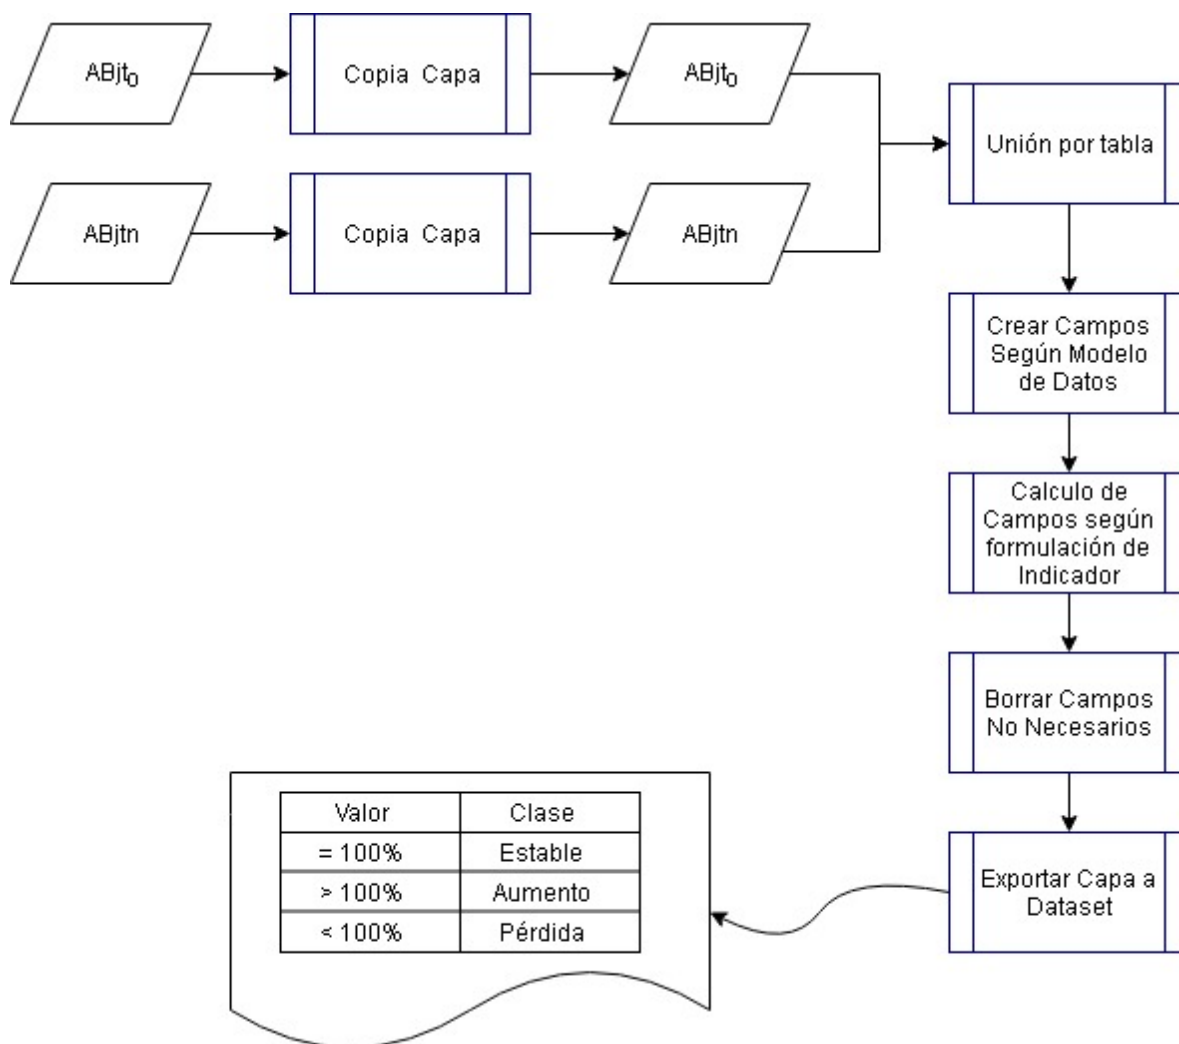 ABjt₀
Copia Capa
ABjt₀
Unión por tabla
ABjtn
Copia Capa
ABjtn
Crear Campos
Según Modelo
de Datos
Calculo de
Campos según
formulación de
Indicador
Borrar Campos
No Necesarios
Exportar Capa a
Dataset
Valor Clase
= 100% Estable
> 100% Aumento
< 100% Pérdida